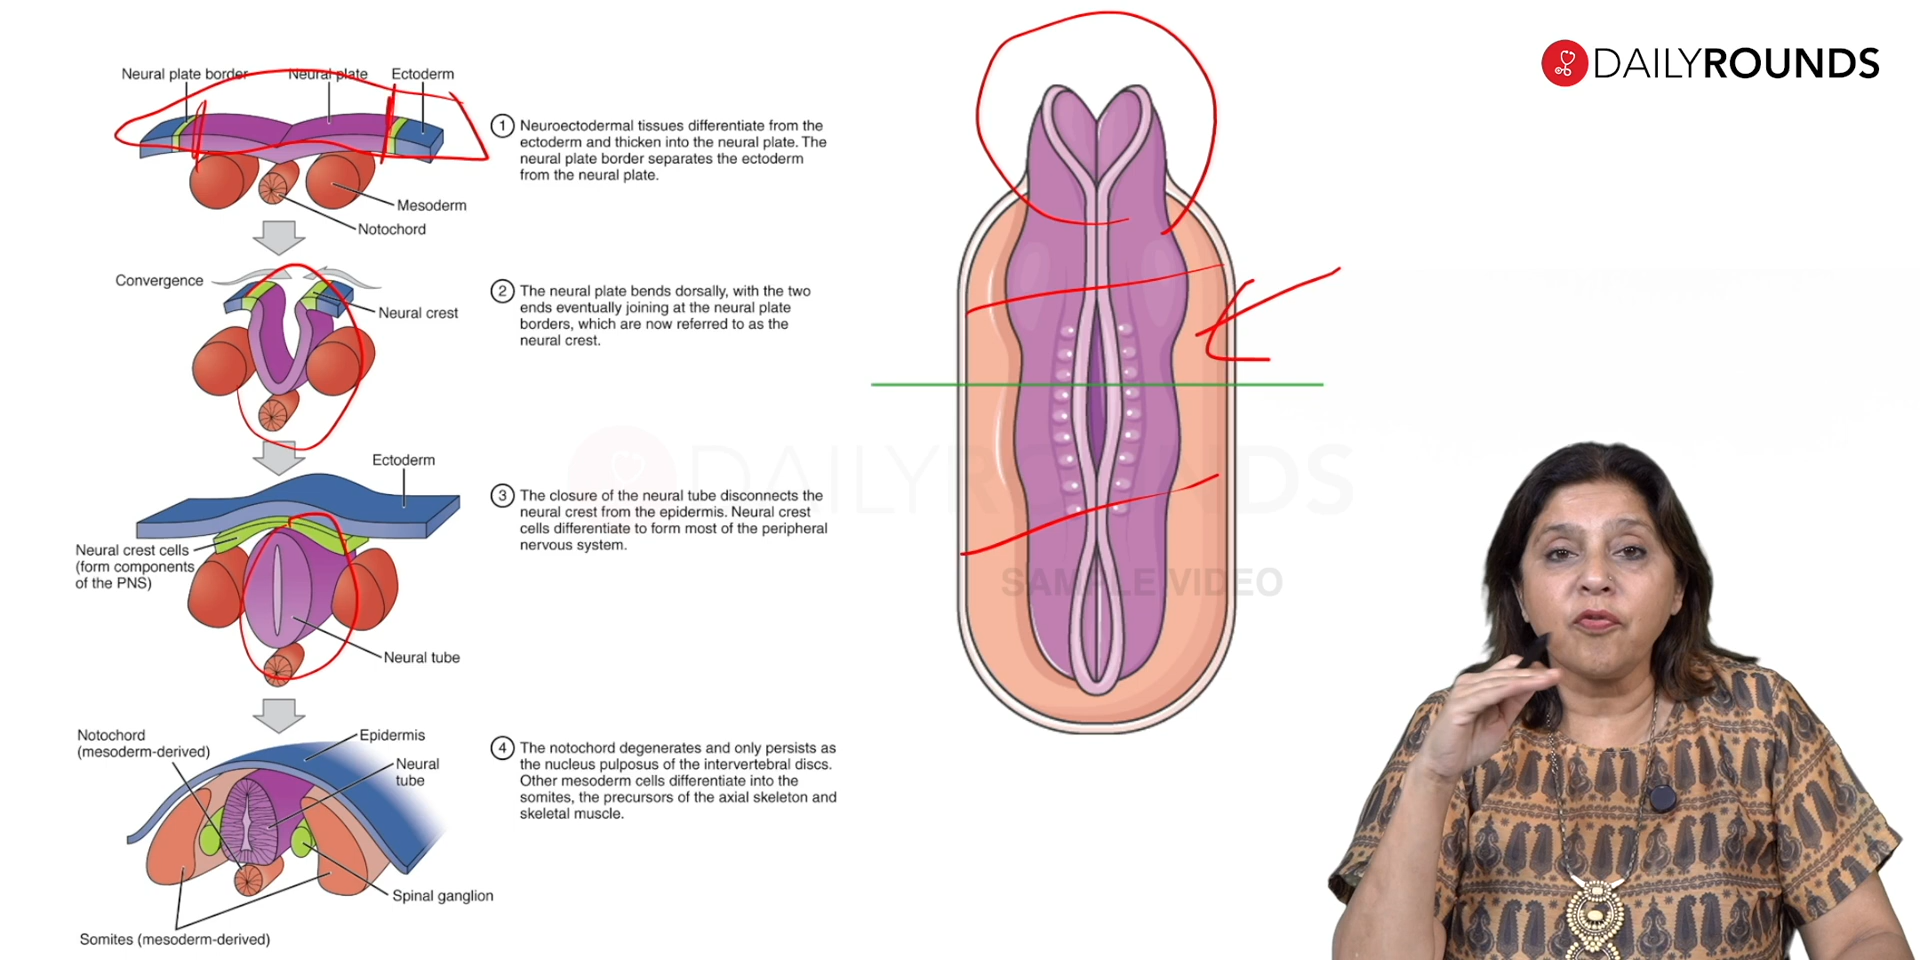 DAILYROUNDS
Neural plate border
Neural plate
Ectoderm
Mesoderm
Notochord
1 Neuroectodermal tissues differentiate from the
ectoderm and thicken into the neural plate. The
neural plate border separates the ectoderm
from the neural plate.
Convergence
Neural crest
2 The neural plate bends dorsally, with the two
ends eventually joining at the neural plate
borders, which are now referred to as the
neural crest.
Ectoderm
Neural crest cells
(form components
of the PNS)
Neural tube
3 The closure of the neural tube disconnects the
neural crest from the epidermis. Neural crest
cells differentiate to form most of the peripheral
nervous system.
DAILYROUNDS
SAMPLE VIDEO
Notochord
(mesoderm-derived)
Epidermis
Neural
tube
Spinal ganglion
Somites (mesoderm-derived)
4 The notochord degenerates and only persists as
the nucleus pulposus of the intervertebral discs.
Other mesoderm cells differentiate into the
somites, the precursors of the axial skeleton and
skeletal muscle.